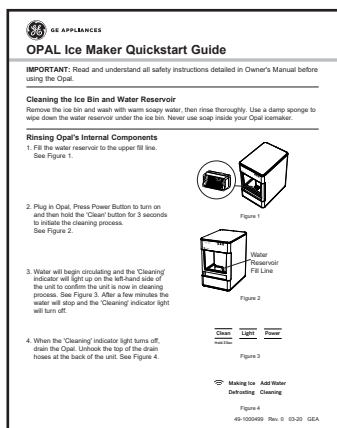 GE APPLIANCES
OPAL Ice Maker Quickstart Guide
IMPORTANT: Read and understand all safety instructions detailed in Owner's Manual before
using the Opal.
Cleaning the Ice Bin and Water Reservoir
Remove the ice bin and wash with warm soapy water, then rinse thoroughly. Use a damp sponge to
wipe down the water reservoir under the ice bin. Never use soap inside your Opal icemaker.
Rinsing Opal's Internal Components
1. Fill the water reservoir to the upper fill line.
See Figure 1.
Figure 1
2. Plug in Opal, Press Power Button to turn on
and then hold the 'Clean' button for 3 seconds
to initiate the cleaning process.
See Figure 2.
Water
Reservoir
Fill Line
Figure 2
3. Water will begin circulating and the 'Cleaning'
indicator will light up on the left-hand side of
the unit to confirm the unit is now in cleaning
process. See Figure 3. After a few minutes the
water will stop and the 'Cleaning' indicator light
will turn off.
Clean Light Power
Hold 3 Sec
Figure 3
4. When the 'Cleaning' indicator light turns off,
drain the Opal. Unhook the top of the drain
hoses at the back of the unit. See Figure 4.
Making Ice Add Water
Defrosting Cleaning
Figure 4
49-1000499 Rev. 0 03-20 GEA